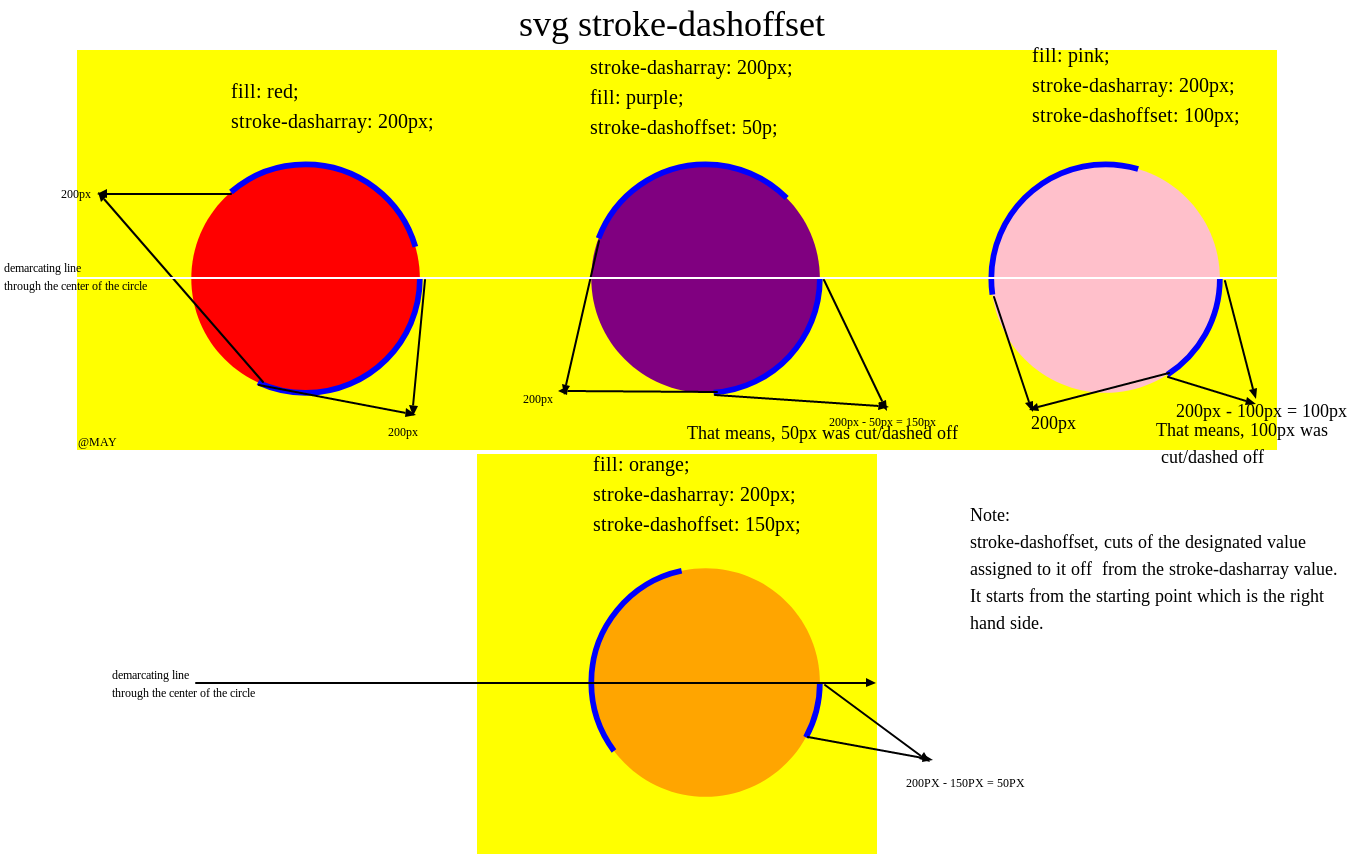 svg stroke-dashoffset
fill: red;
stroke-dasharray: 200px;
stroke-dasharray: 200px;
fill: purple;
stroke-dashoffset: 50p;
fill: pink;
stroke-dasharray: 200px;
stroke-dashoffset: 100px;
200px
demarcating line
through the center of the circle
200px
@MAY
200px
200px - 50px = 150px
That means, 50px was cut/dashed off
200px
200px - 100px = 100px
That means, 100px was
cut/dashed off
fill: orange;
stroke-dasharray: 200px;
stroke-dashoffset: 150px;
Note:
stroke-dashoffset, cuts of the designated value
assigned to it off  from the stroke-dasharray value.
It starts from the starting point which is the right
hand side.
demarcating line
through the center of the circle
200PX - 150PX = 50PX